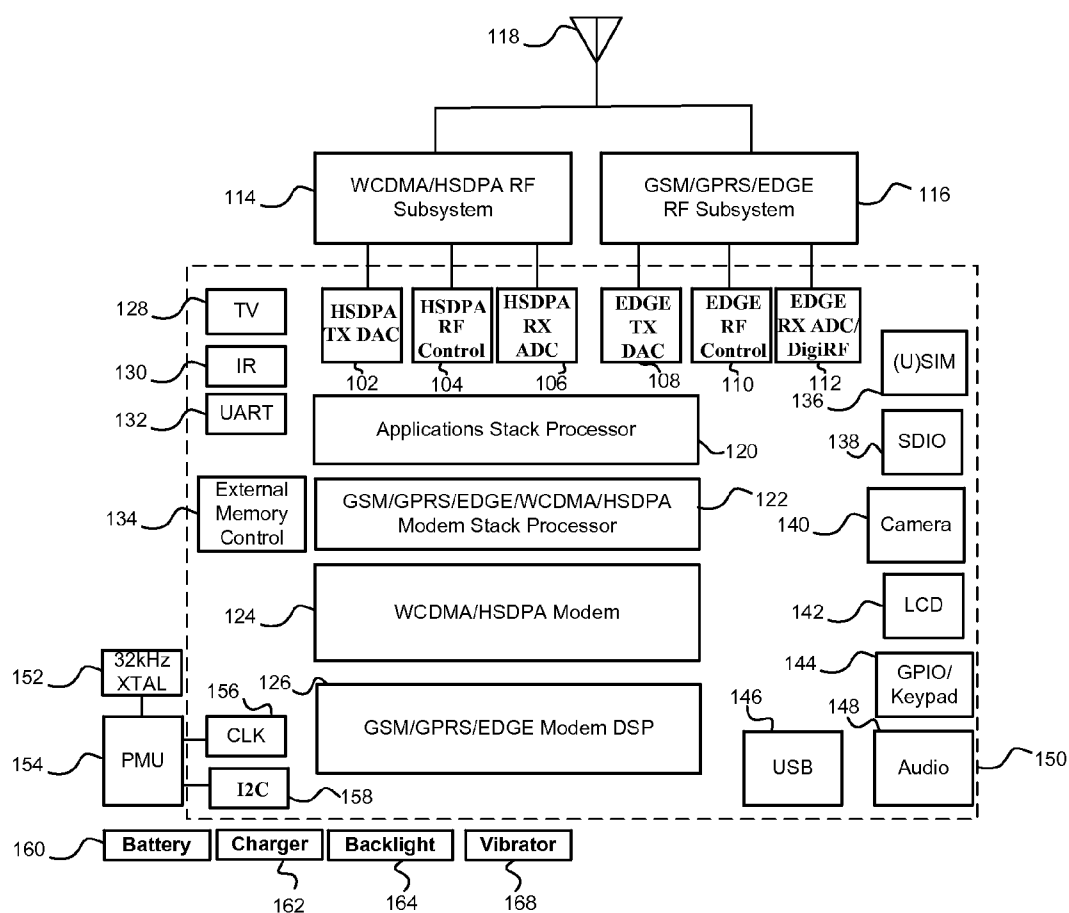 118
WCDMA/HSDPA RF
Subsystem
114
GSM/GPRS/EDGE
RF Subsystem
116
128
TV
HSDPA
TX DAC
HSDPA
RF
Control
HSDPA
RX
ADC
EDGE
TX
DAC
EDGE
RF
Control
EDGE
RX ADC/
DigiRF
102
104
106
108
110
112
130
IR
132
UART
(U)SIM
136
Applications Stack Processor
120
138
SDIO
134
External
Memory
Control
GSM/GPRS/EDGE/WCDMA/HSDPA
Modem Stack Processor
122
140
Camera
124
WCDMA/HSDPA Modem
142
LCD
152
32kHz
XTAL
126
GSM/GPRS/EDGE Modem DSP
144
GPIO/
Keypad
156
CLK
154
PMU
I2C
158
146
USB
148
Audio
150
160
Battery
Charger
Backlight
Vibrator
162
164
168